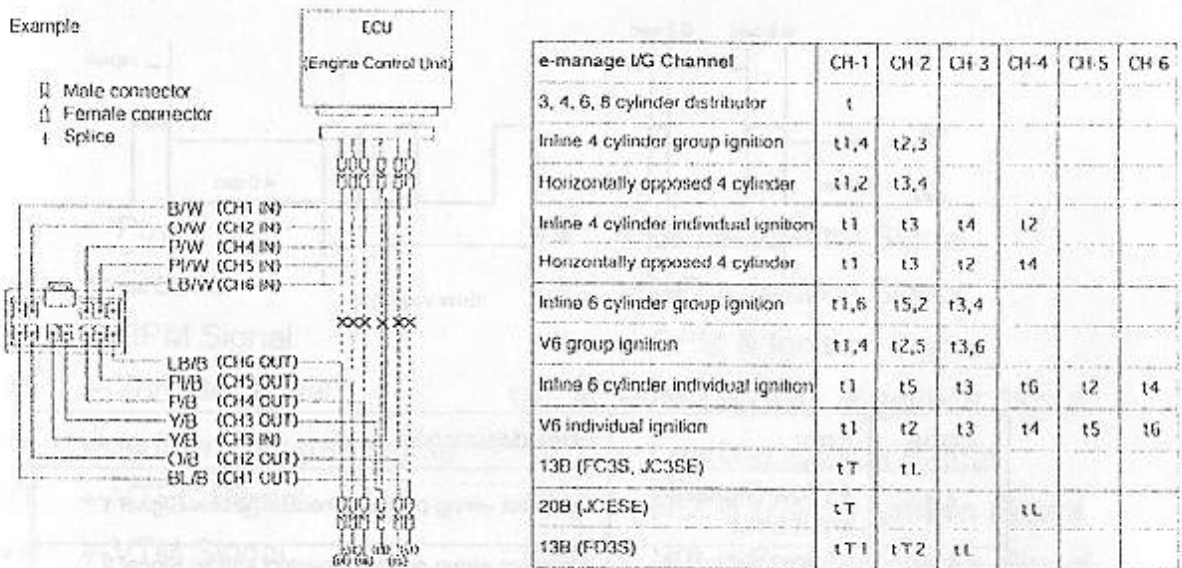 Example
ECU
(Engine Control Unit)
Male connector
Female connector
Splice
B/W (CH1 IN)
O/W (CH2 IN)
P/W (CH4 IN)
PI/W (CH5 IN)
LB/W (CH6 IN)
LB/B (CH6 OUT)
PI/B (CH5 OUT)
P/B (CH4 OUT)
Y/B (CH3 OUT)
Y/B (CH3 IN)
O/B (CH2 OUT)
BL/B (CH1 OUT)
e-manage I/G Channel CH-1 CH-2 CH-3 CH-4 CH-5 CH-6
3, 4, 6, 8 cylinder distributor t
Inline 4 cylinder group ignition t1,4 t2,3
Horizontally opposed 4 cylinder t1,2 t3,4
Inline 4 cylinder individual ignition t1 t3 t4 t2
Horizontally opposed 4 cylinder t1 t3 t2 t4
Inline 6 cylinder group ignition t1,6 t5,2 t3,4
V6 group ignition t1,4 t2,5 t3,6
Inline 6 cylinder individual ignition t1 t5 t3 t6 t2 t4
V6 individual ignition t1 t2 t3 t4 t5 t6
13B (FC3S, JC3SE) tT tL
20B (JCESE) tT tL
13B (FD3S) tT1 tT2 tL